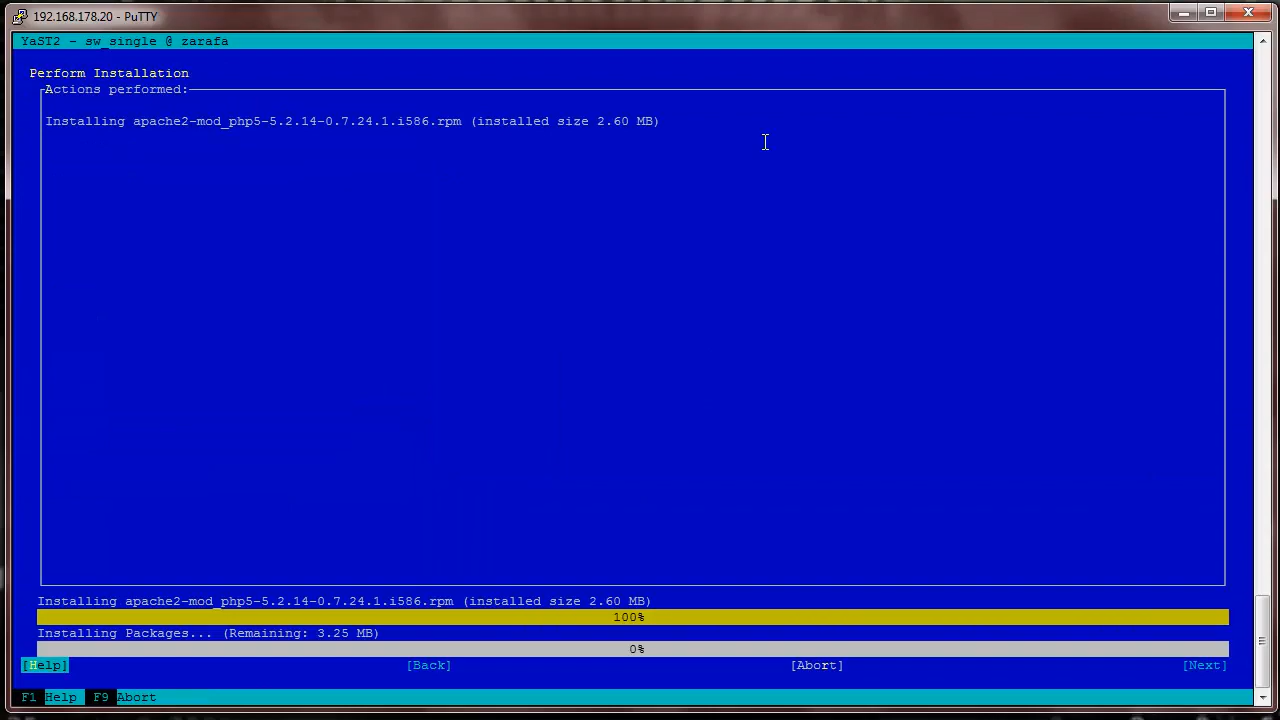 192.168.178.20 - PuTTY
YaST2 - sw_single @ zarafa
Perform Installation
Actions performed:
Installing apache2-mod_php5-5.2.14-0.7.24.1.i586.rpm (installed size 2.60 MB)
Installing apache2-mod_php5-5.2.14-0.7.24.1.i586.rpm (installed size 2.60 MB)
100%
Installing Packages... (Remaining: 3.25 MB)
0%
[Help] [Back] [Abort] [Next]
F1 Help F9 Abort